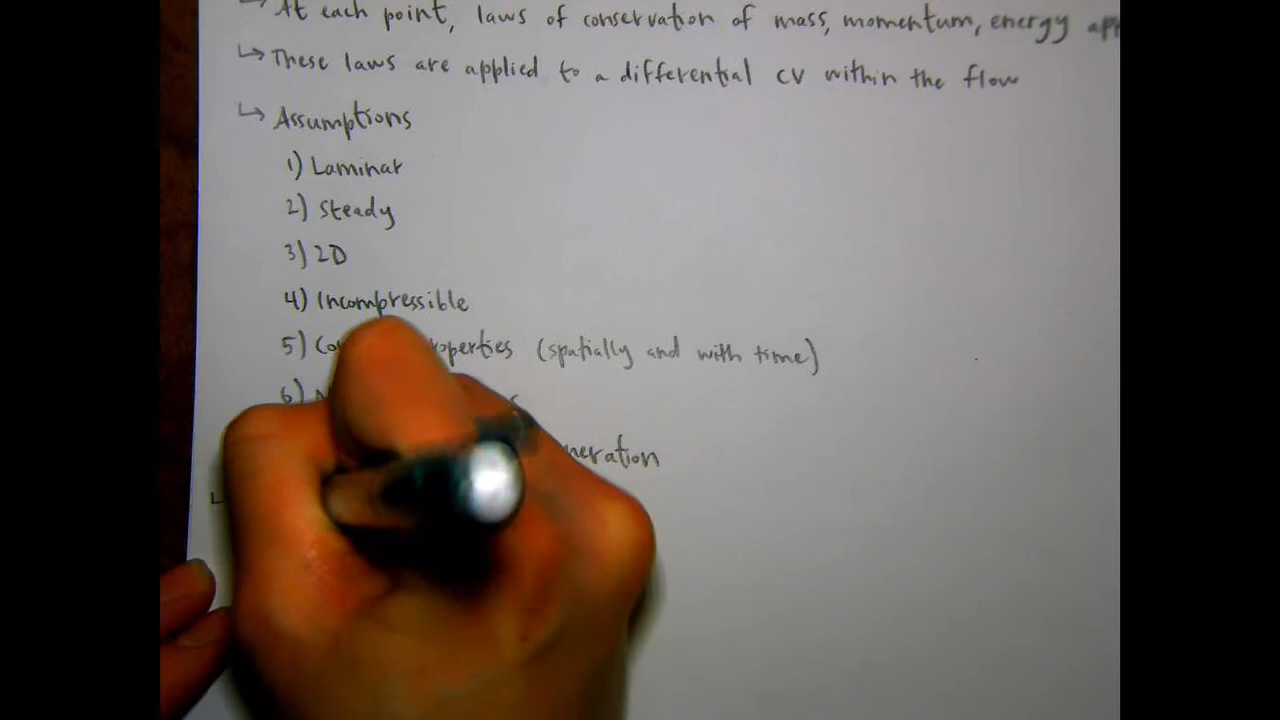 ↳ At each point, laws of conservation of mass, momentum, energy
↳ These laws are applied to a differential CV within the flow
↳ Assumptions
1) Laminar
2) Steady
3) 2D
4) Incompressible
5) (spatially and with time)
6)